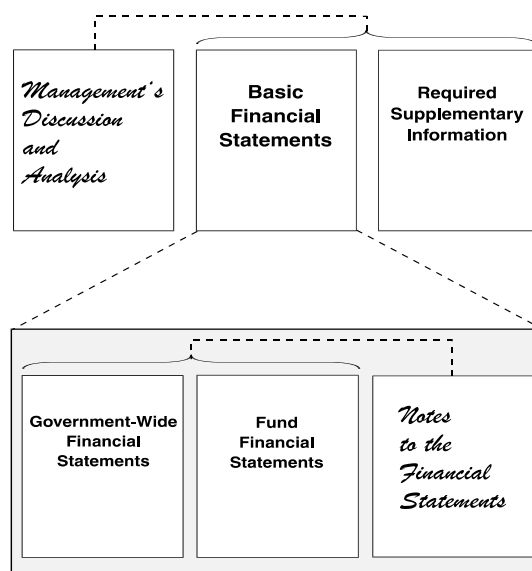 Management's
Discussion
and
Analysis
Basic
Financial
Statements
Required
Supplementary
Information
Government-Wide
Financial
Statements
Fund
Financial
Statements
Notes
to the
Financial
Statements